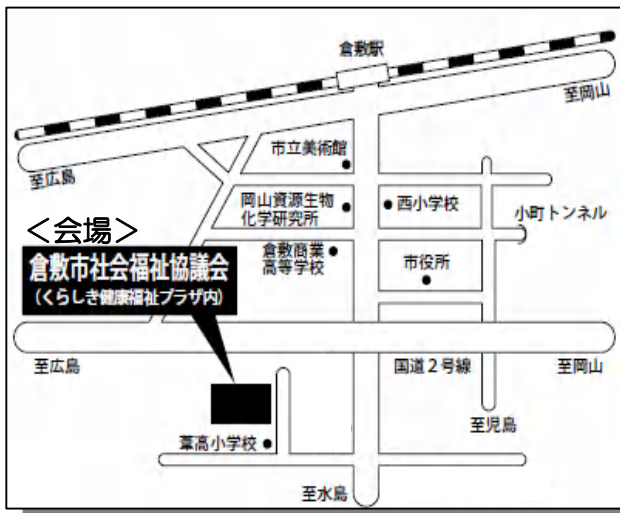 倉敷駅
至岡山
至広島
市立美術館
岡山資源生物
化学研究所
西小学校
小町トンネル
<会場>
倉敷市社会福祉協議会
(くらしき健康福祉プラザ内)
倉敷商業
高等学校
市役所
至広島
国道2号線
至岡山
至児島
葦高小学校
至水島